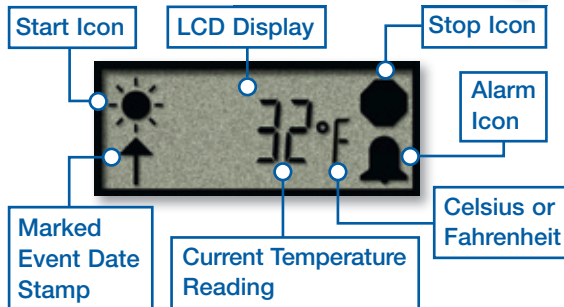 Start Icon
LCD Display
Stop Icon
32°F
Alarm
Icon
Marked
Event Date
Stamp
Current Temperature
Reading
Celsius or
Fahrenheit